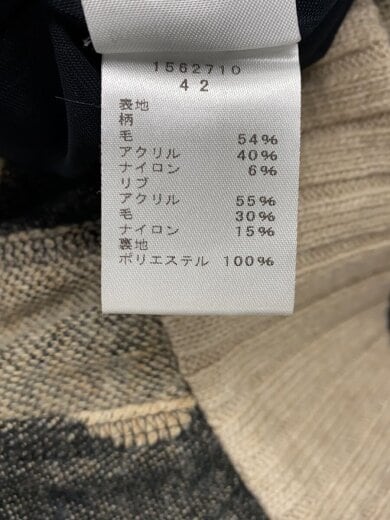 1562710
42
表地
柄
毛 54%
アクリル 40%
ナイロン 6%
リブ
アクリル 55%
毛 30%
ナイロン 15%
裏地
ポリエステル 100%